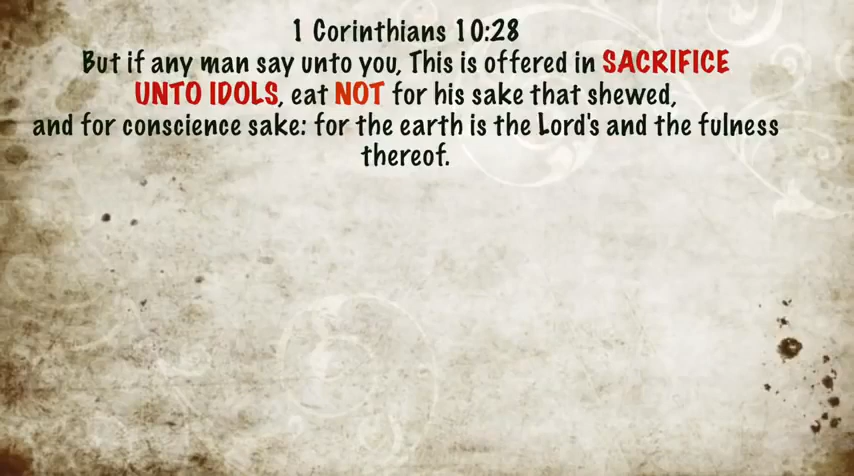 1 Corinthians 10:28
But if any man say unto you, This is offered in SACRIFICE
UNTO IDOLS, eat NOT for his sake that shewed,
and for conscience sake: for the earth is the Lord's and the fulness
thereof.